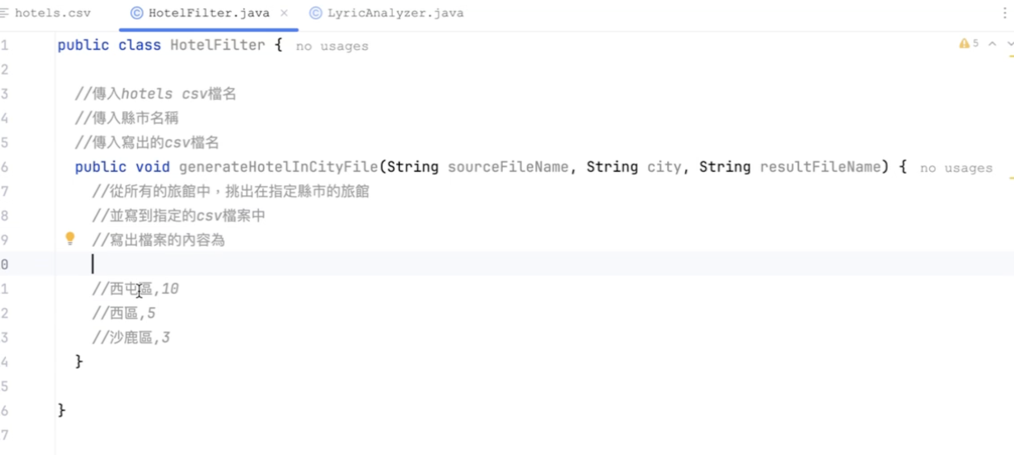 hotels.csv HotelFilter.java × LyricAnalyzer.java
1 public class HotelFilter { no usages 5
2
3 //傳入hotels csv檔名
4 //傳入縣市名稱
5 //傳入寫出的csv檔名
6 public void generateHotelInCityFile(String sourceFileName, String city, String resultFileName) { no usages
7 //從所有的旅館中，挑出在指定縣市的旅館
8 //並寫到指定的csv檔案中
9 //寫出檔案的內容為
0
1 //西屯區,10
2 //西區,5
3 //沙鹿區,3
4 }
5
6 }
7